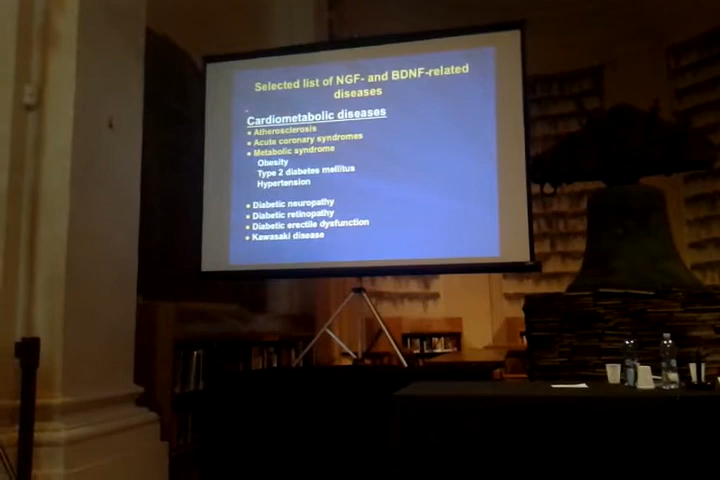 Selected list of NGF- and BDNF-related
diseases
Cardiometabolic diseases
• Atherosclerosis
• Acute coronary syndromes
• Metabolic syndrome
Obesity
Type 2 diabetes mellitus
Hypertension
• Diabetic neuropathy
• Diabetic retinopathy
• Diabetic erectile dysfunction
• Kawasaki disease